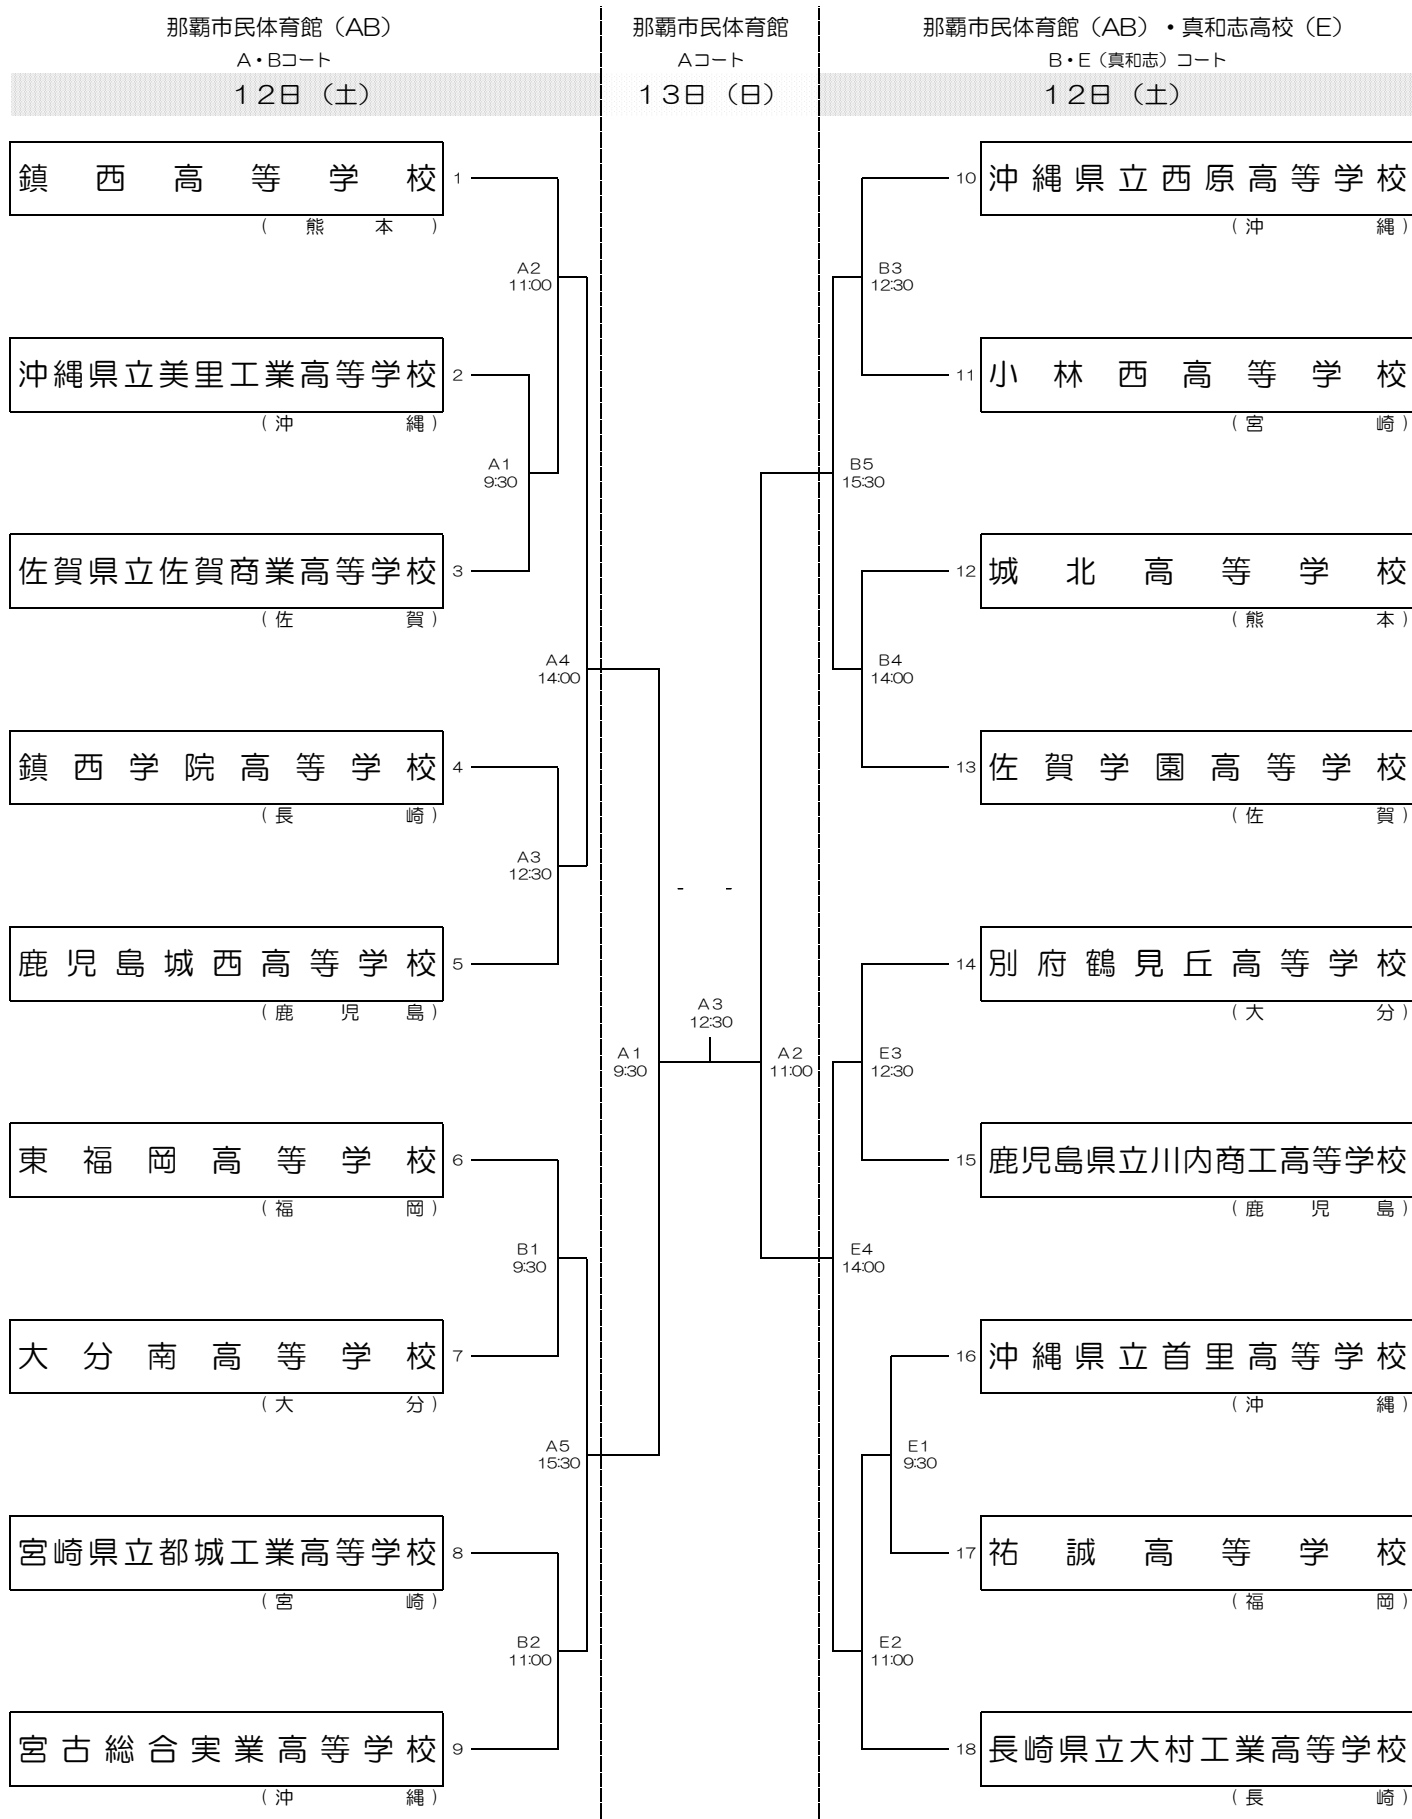 那覇市民体育館（AB）
A・Bコート
12日（土）
那覇市民体育館
Aコート
13日（日）
那覇市民体育館（AB）・真和志高校（E）
B・E（真和志）コート
12日（土）
鎮西高等学校 1
（熊本）
A2
11:00
沖縄県立美里工業高等学校 2
（沖縄）
A1
9:30
佐賀県立佐賀商業高等学校 3
（佐賀）
A4
14:00
鎮西学院高等学校 4
（長崎）
A3
12:30
鹿児島城西高等学校 5
（鹿児島）
東福岡高等学校 6
（福岡）
B1
9:30
大分南高等学校 7
（大分）
A5
15:30
宮崎県立都城工業高等学校 8
（宮崎）
B2
11:00
宮古総合実業高等学校 9
（沖縄）
- -
A3
12:30
A1
9:30
A2
11:00
10 沖縄県立西原高等学校
（沖縄）
B3
12:30
11 小林西高等学校
（宮崎）
B5
15:30
12 城北高等学校
（熊本）
B4
14:00
13 佐賀学園高等学校
（佐賀）
14 別府鶴見丘高等学校
（大分）
E3
12:30
15 鹿児島県立川内商工高等学校
（鹿児島）
E4
14:00
16 沖縄県立首里高等学校
（沖縄）
E1
9:30
17 祐誠高等学校
（福岡）
E2
11:00
18 長崎県立大村工業高等学校
（長崎）